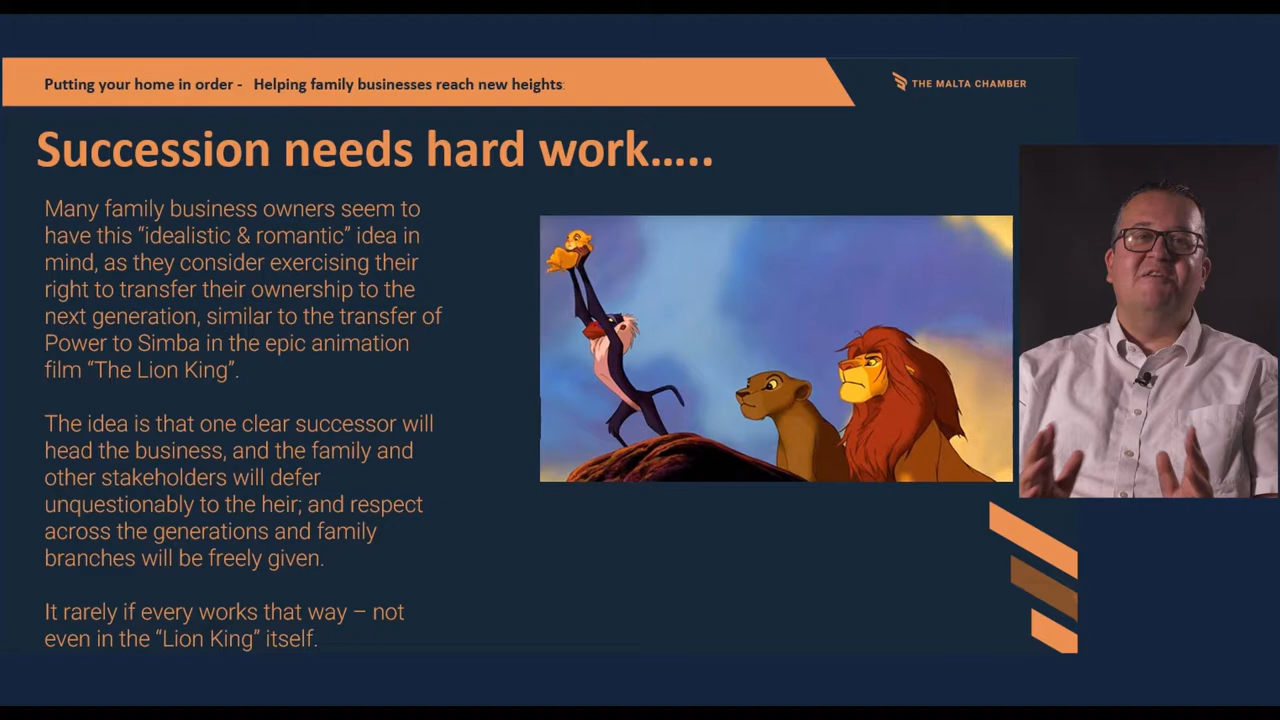 Putting your home in order - Helping family businesses reach new heights:
THE MALTA CHAMBER
Succession needs hard work.....
Many family business owners seem to
have this “idealistic & romantic” idea in
mind, as they consider exercising their
right to transfer their ownership to the
next generation, similar to the transfer of
Power to Simba in the epic animation
film “The Lion King”.
The idea is that one clear successor will
head the business, and the family and
other stakeholders will defer
unquestionably to the heir; and respect
across the generations and family
branches will be freely given.
It rarely if every works that way – not
even in the “Lion King” itself.